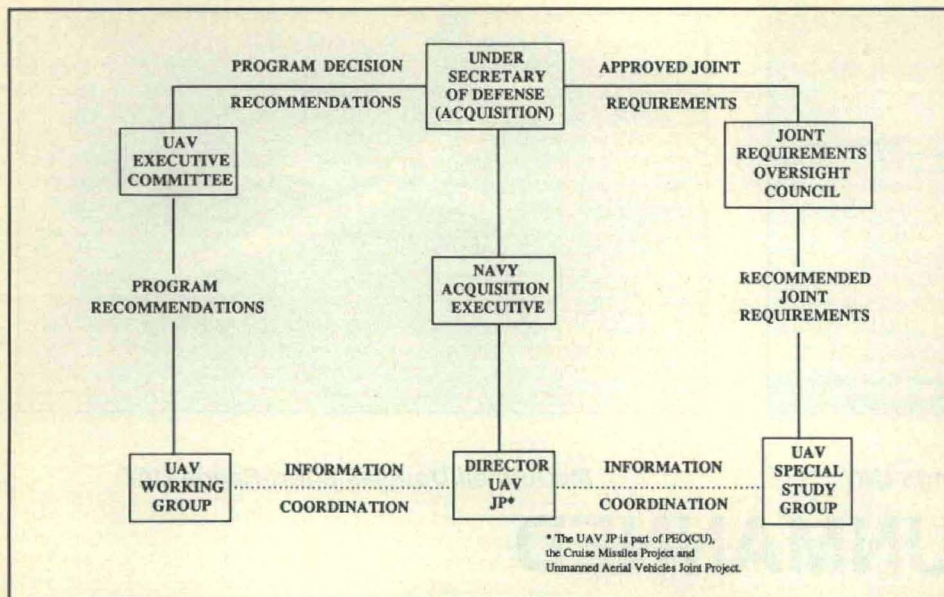 PROGRAM DECISION
RECOMMENDATIONS
UNDER
SECRETARY
OF DEFENSE
(ACQUISITION)
APPROVED JOINT
REQUIREMENTS
UAV
EXECUTIVE
COMMITTEE
JOINT
REQUIREMENTS
OVERSIGHT
COUNCIL
PROGRAM
RECOMMENDATIONS
NAVY
ACQUISITION
EXECUTIVE
RECOMMENDED
JOINT
REQUIREMENTS
UAV
WORKING
GROUP
INFORMATION
COORDINATION
DIRECTOR
UAV
JP*
INFORMATION
COORDINATION
UAV
SPECIAL
STUDY
GROUP
* The UAV JP is part of PEO(CU),
the Cruise Missiles Project and
Unmanned Aerial Vehicles Joint Project.